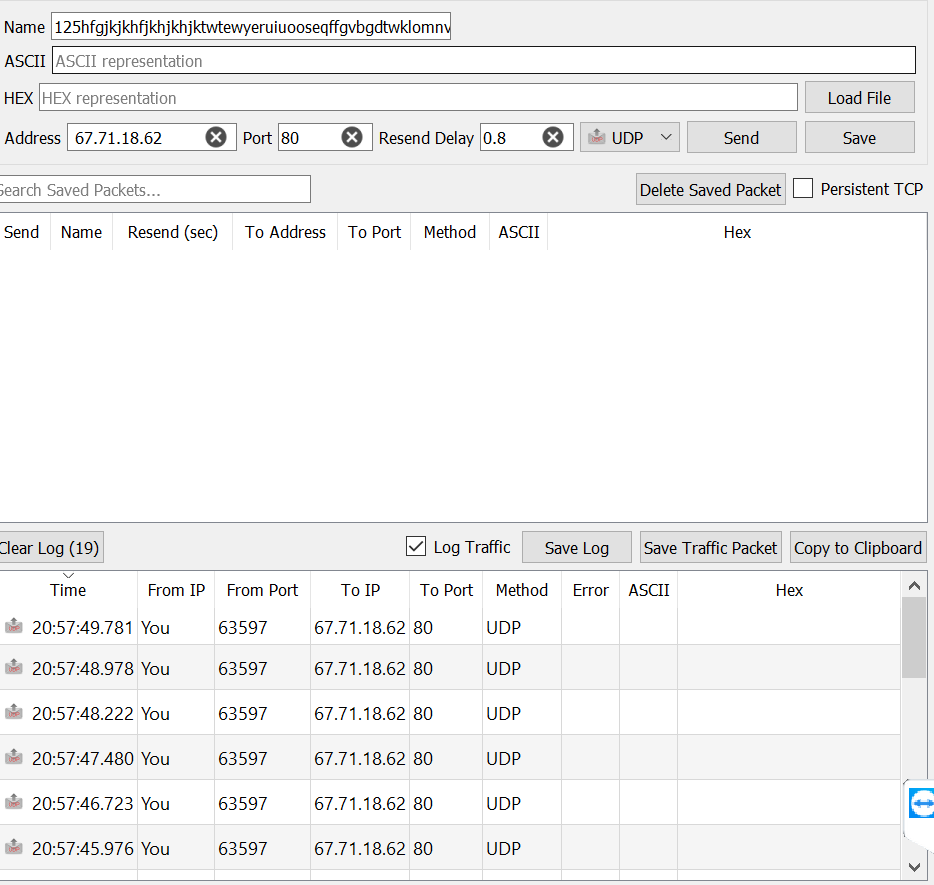 Name 125hfgjkjkhfjkhjkhjktwtewyeruiuooseqffgvbgdtwklomnv
ASCII ASCII representation
HEX HEX representation Load File
Address 67.71.18.62 Port 80 Resend Delay 0.8 UDP Send Save
Search Saved Packets... Delete Saved Packet Persistent TCP
Send Name Resend (sec) To Address To Port Method ASCII Hex
Clear Log (19) Log Traffic Save Log Save Traffic Packet Copy to Clipboard
Time From IP From Port To IP To Port Method Error ASCII Hex
20:57:49.781 You 63597 67.71.18.62 80 UDP
20:57:48.978 You 63597 67.71.18.62 80 UDP
20:57:48.222 You 63597 67.71.18.62 80 UDP
20:57:47.480 You 63597 67.71.18.62 80 UDP
20:57:46.723 You 63597 67.71.18.62 80 UDP
20:57:45.976 You 63597 67.71.18.62 80 UDP